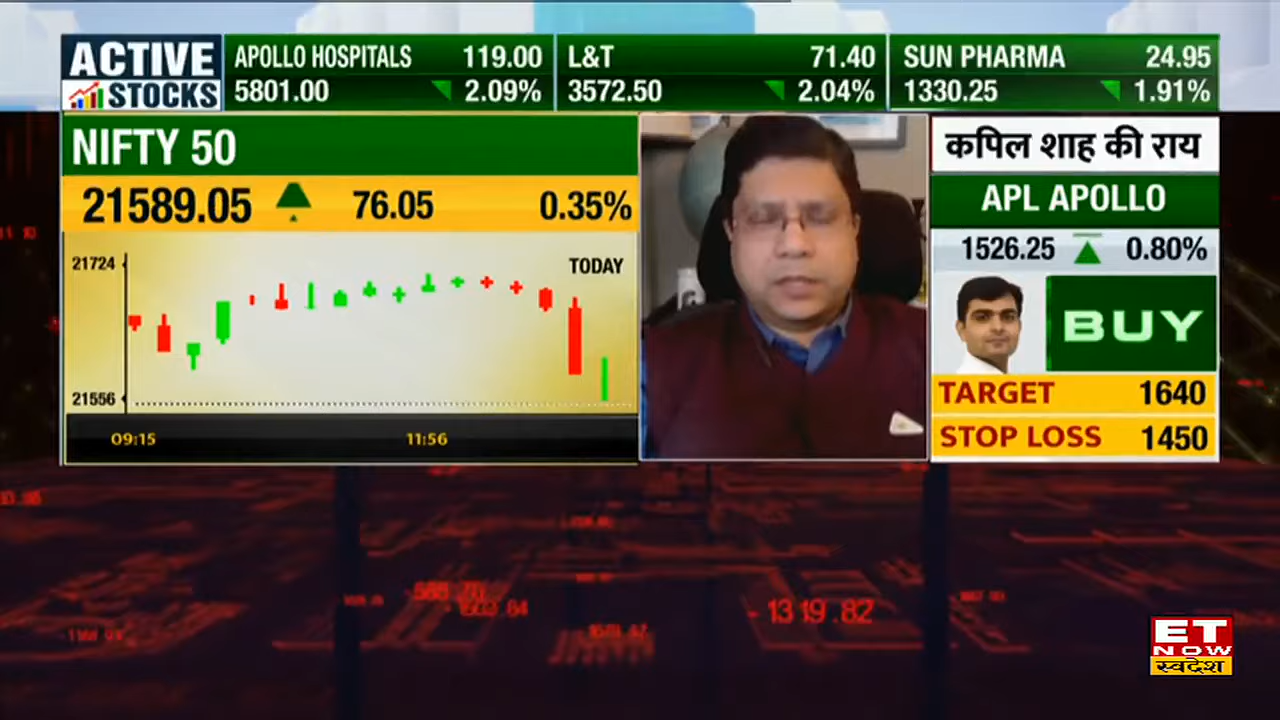 ACTIVE STOCKS
APOLLO HOSPITALS 119.00
5801.00 2.09%
L&T 71.40
3572.50 2.04%
SUN PHARMA 24.95
1330.25 1.91%
NIFTY 50
21589.05 76.05 0.35%
21724
TODAY
21556
09:15 11:56
कपिल शाह की राय
APL APOLLO
1526.25 0.80%
BUY
TARGET 1640
STOP LOSS 1450
- 1319.82
ET
NOW
स्वदेश